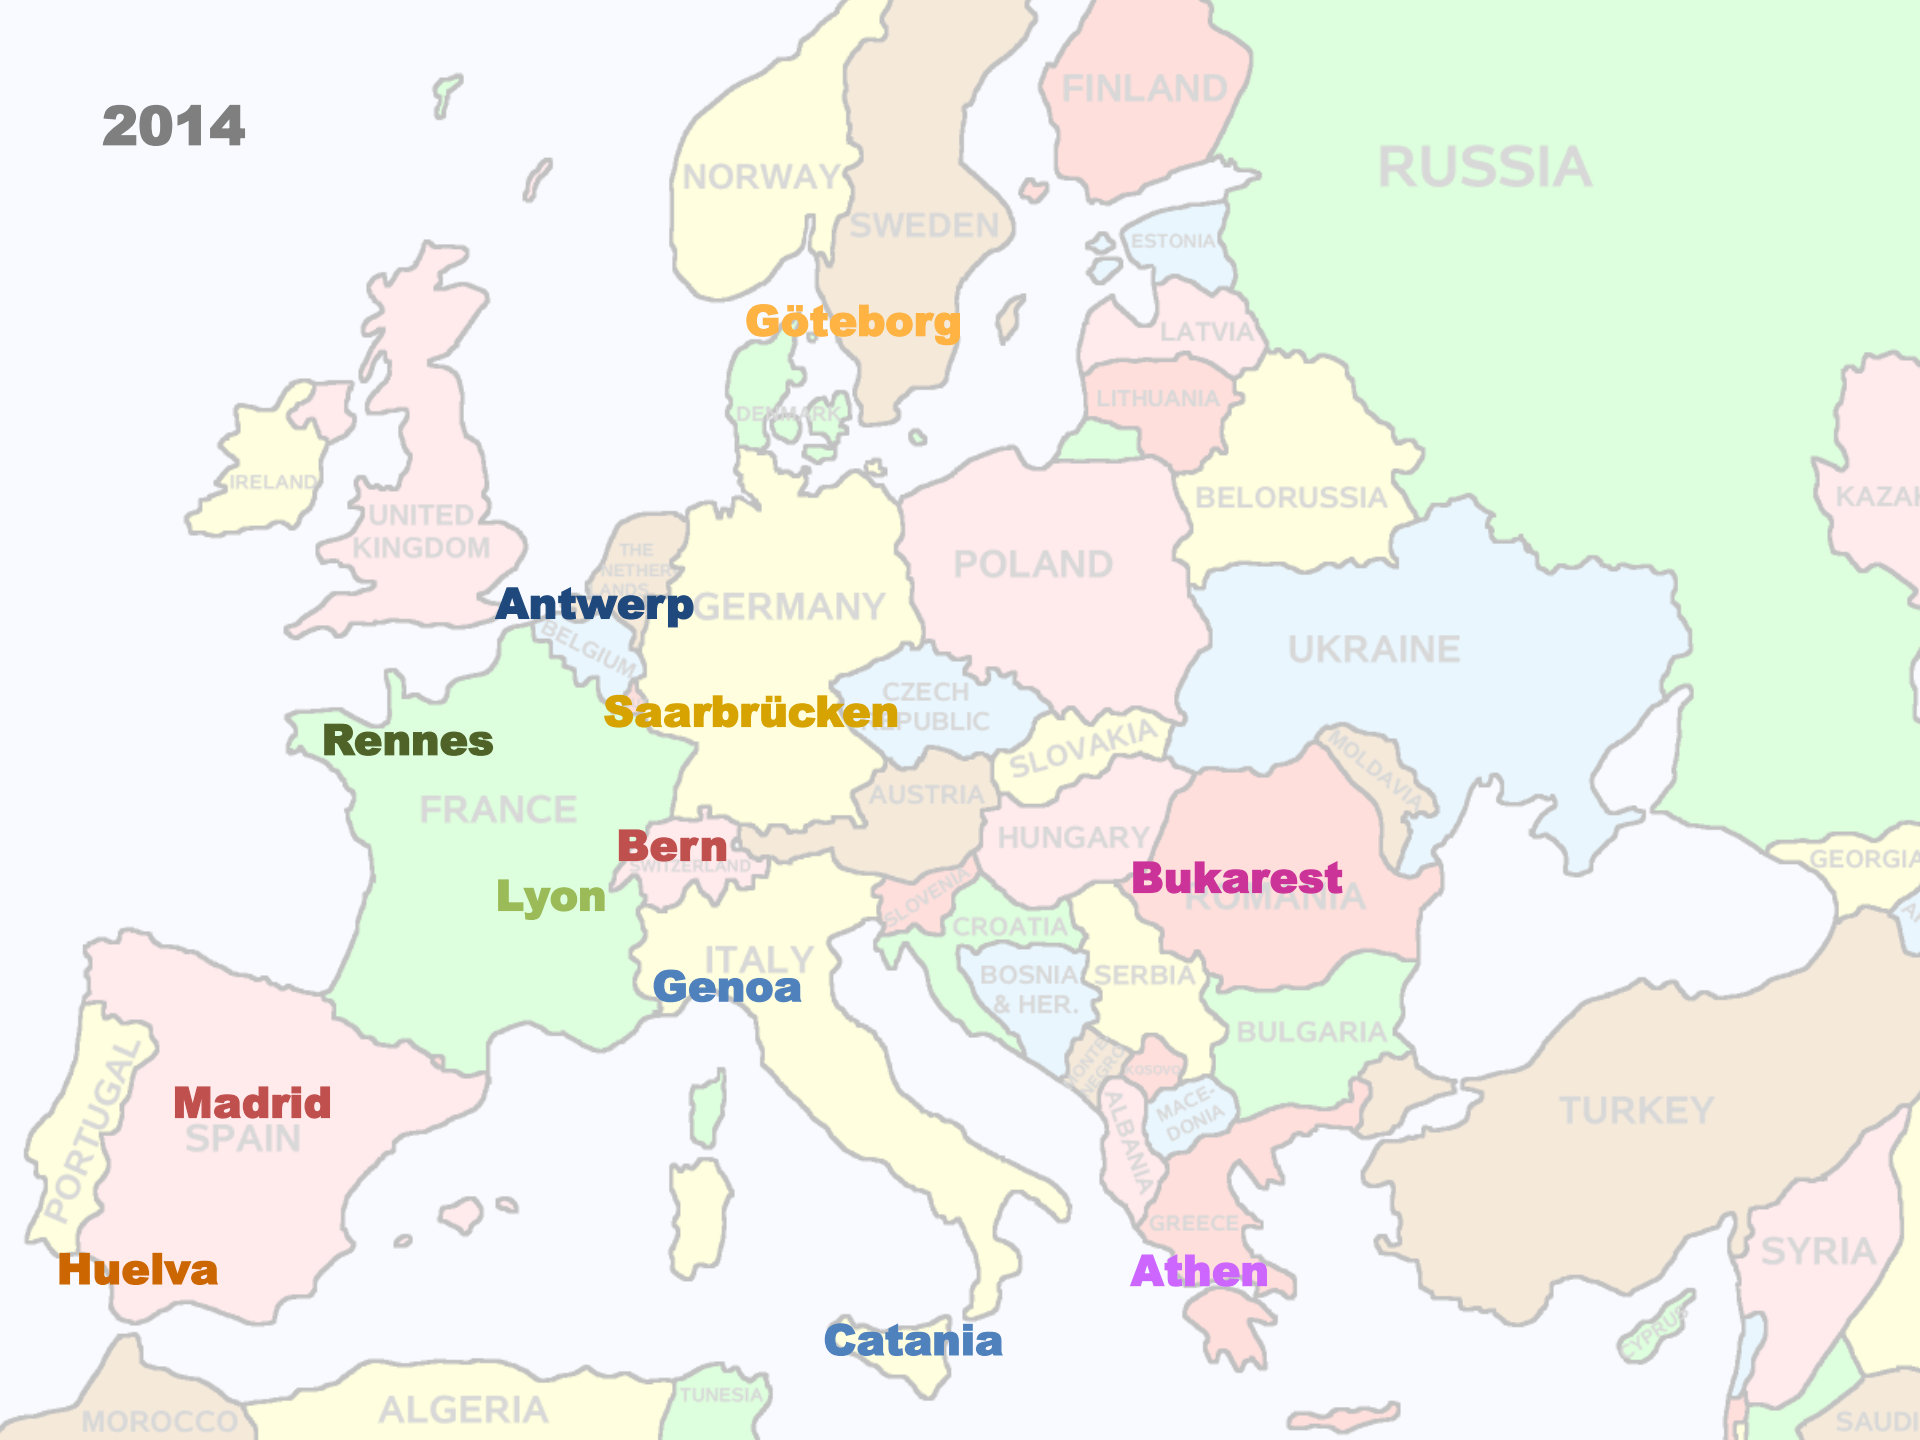 FINLAND
2014
RUSSIA
NORWAY
SWEDEN
ESTONIA
Göteborg
LATVIA
LITHUANIA
DENMARK
IRELAND
BELORUSSIA
UNITED
KINGDOM
THE
NETHER
LANDS
POLAND
Antwerp
GERMANY
BELGIUM
UKRAINE
CZECH
REPUBLIC
Saarbrücken
Rennes
SLOVAKIA
MOLDAVIA
FRANCE
AUSTRIA
HUNGARY
Bern
SWITZERLAND
GEORGIA
Bukarest
ROMANIA
Lyon
SLOVENIA
CROATIA
ITALY
Genoa
BOSNIA
& HER.
SERBIA
BULGARIA
MONTE
NEGRO
KOSOVO
PORTUGAL
Madrid
SPAIN
MACE-
DONIA
ALBANIA
TURKEY
GREECE
SYRIA
Huelva
Athen
Catania
CYPRUS
TUNESIA
ALGERIA
MOROCCO
SAUDI